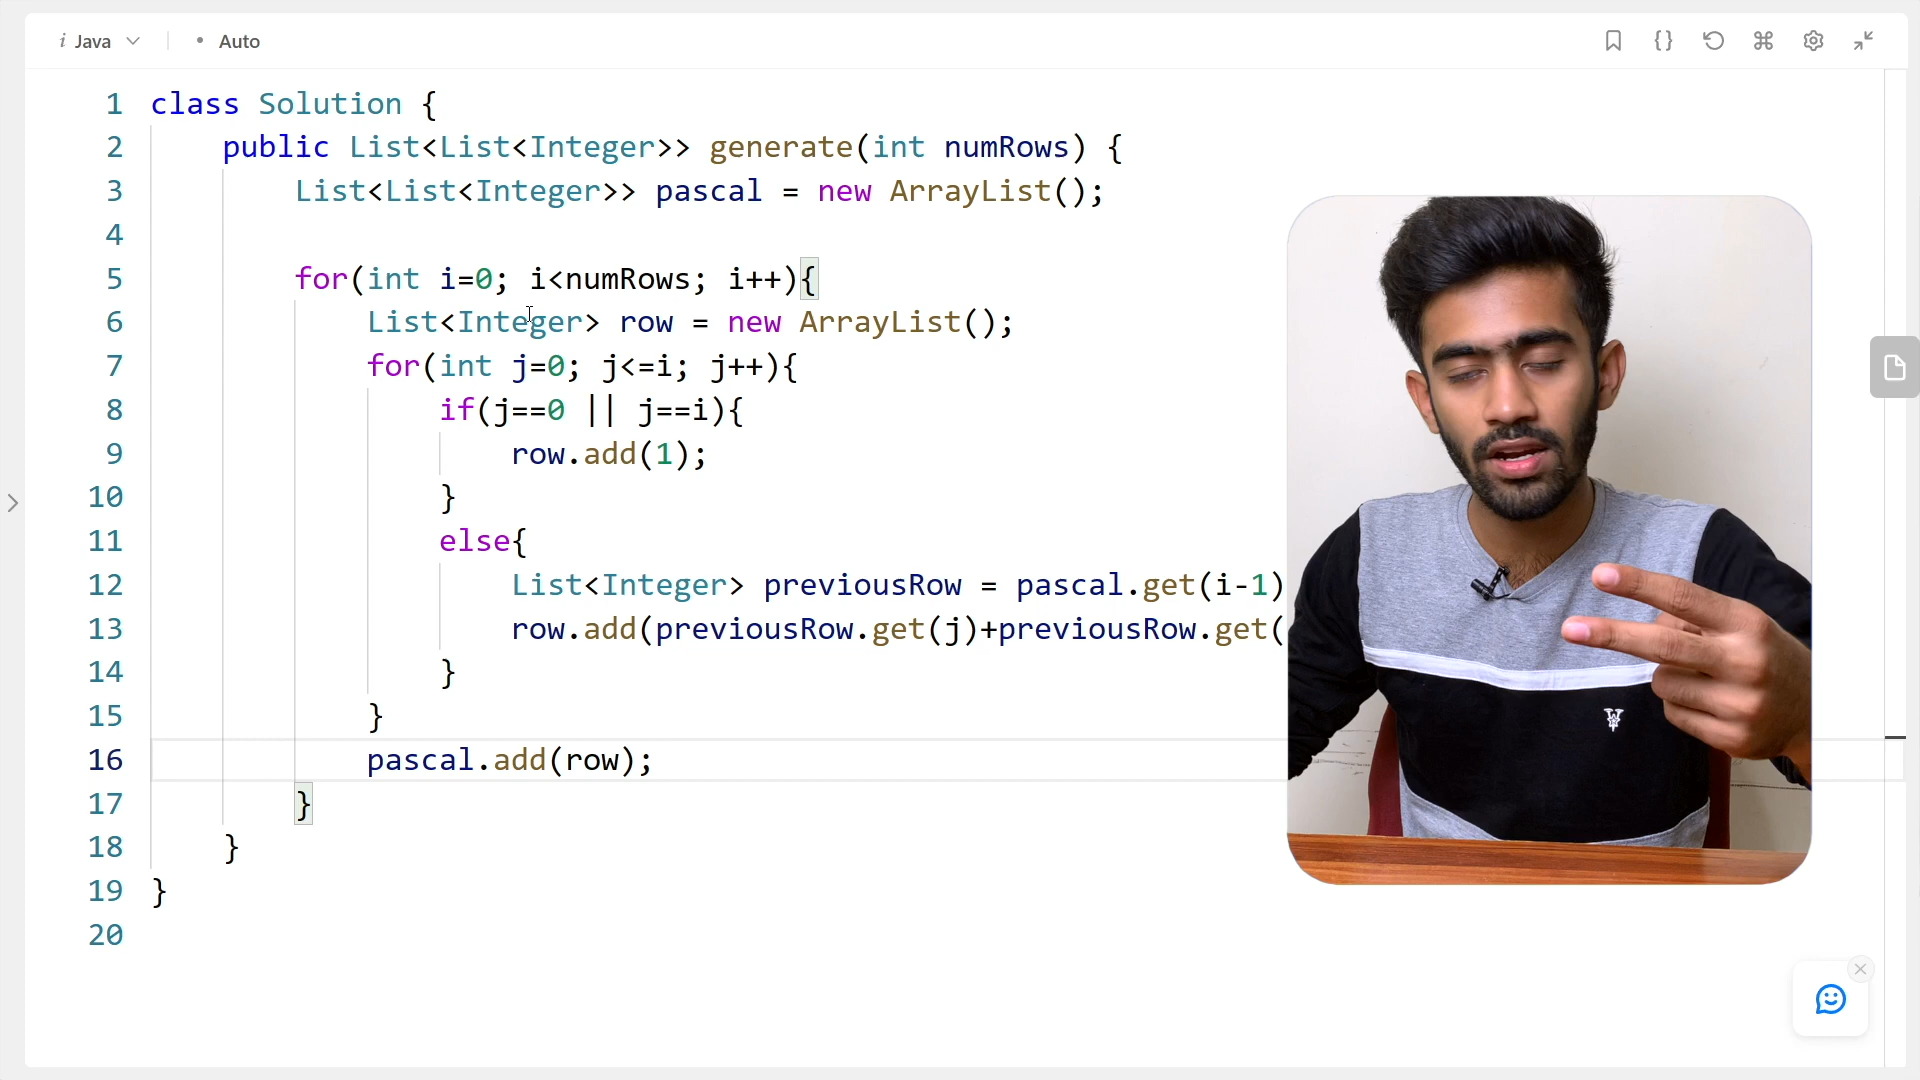 i Java • Auto
1 class Solution {
2 public List<List<Integer>> generate(int numRows) {
3 List<List<Integer>> pascal = new ArrayList();
4
5 for(int i=0; i<numRows; i++){
6 List<Integer> row = new ArrayList();
7 for(int j=0; j<=i; j++){
8 if(j==0 || j==i){
9 row.add(1);
10 }
11 else{
12 List<Integer> previousRow = pascal.get(i-1)
13 row.add(previousRow.get(j)+previousRow.get(
14 }
15 }
16 pascal.add(row);
17 }
18 }
19 }
20